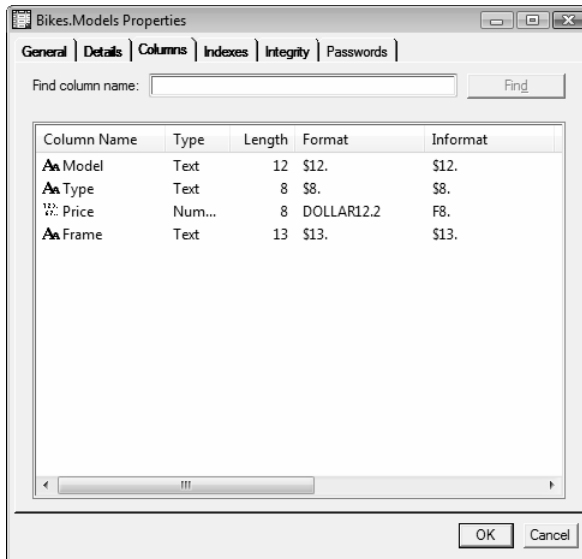 Bikes.Models Properties
General Details Columns Indexes Integrity Passwords
Find column name: Find
Column Name Type Length Format Informat
Model Text 12 $12. $12.
Type Text 8 $8. $8.
Price Num... 8 DOLLAR12.2 F8.
Frame Text 13 $13. $13.
OK Cancel